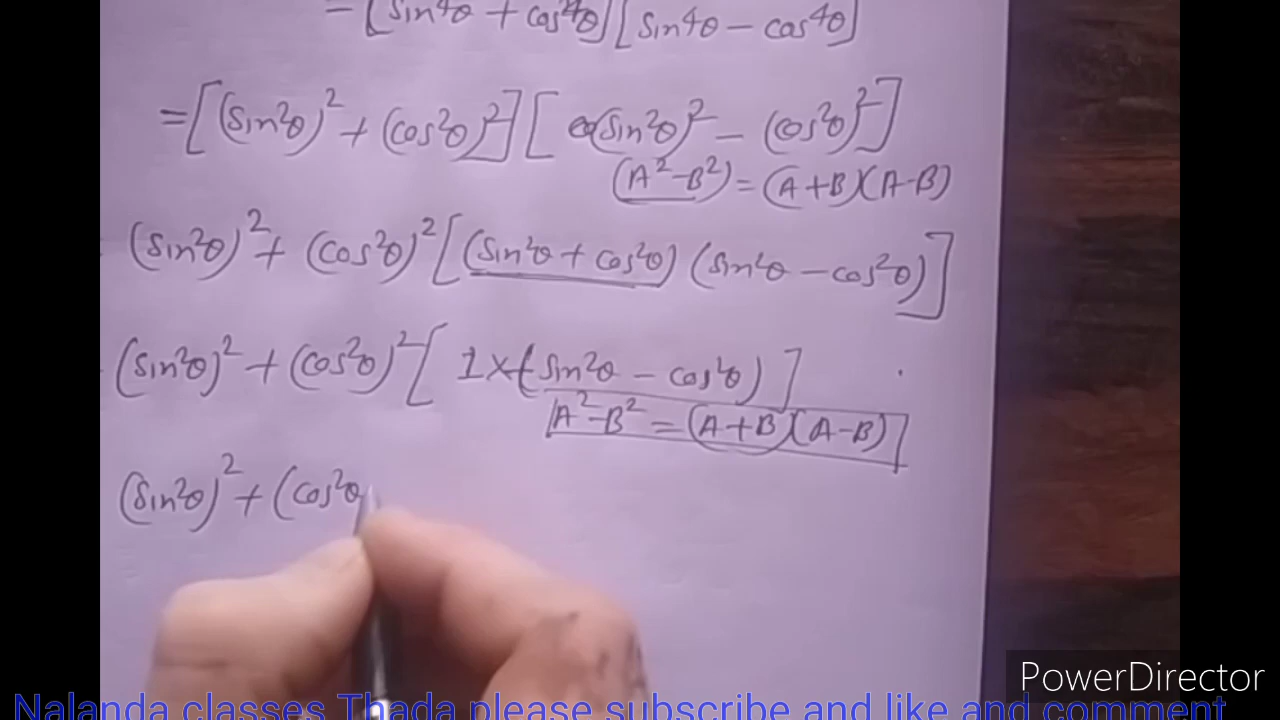 = [sin⁴θ + cos⁴θ] [sin⁴θ − cos⁴θ]
= [(sin²θ)² + (cos²θ)²] [(sin²θ)² − (cos²θ)²]
(A² − B²) = (A + B)(A − B)
(sin²θ)² + (cos²θ)² [(sin²θ + cos²θ) (sin²θ − cos²θ)]
(sin²θ)² + (cos²θ)² [1 × (sin²θ − cos²θ)]
A² − B² = (A + B)(A − B)
(sin²θ)² + (cos²θ
PowerDirector
Nalanda classes Thada please subscribe and like and comment